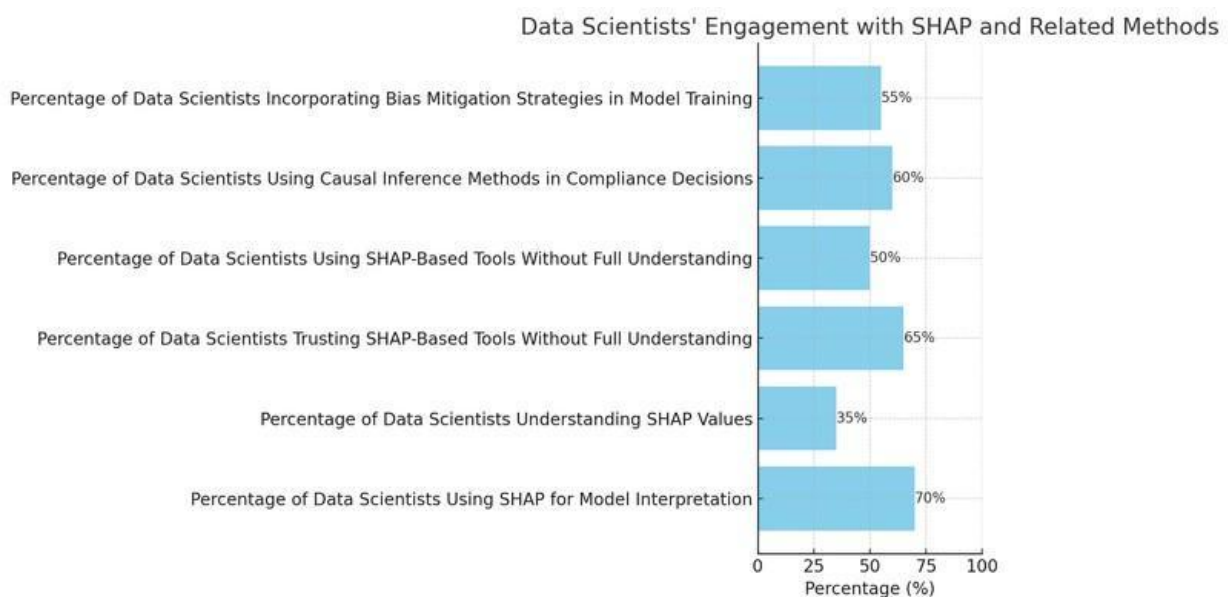 Data Scientists' Engagement with SHAP and Related Methods
Percentage of Data Scientists Incorporating Bias Mitigation Strategies in Model Training
55%
Percentage of Data Scientists Using Causal Inference Methods in Compliance Decisions
60%
Percentage of Data Scientists Using SHAP-Based Tools Without Full Understanding
50%
Percentage of Data Scientists Trusting SHAP-Based Tools Without Full Understanding
65%
Percentage of Data Scientists Understanding SHAP Values
35%
Percentage of Data Scientists Using SHAP for Model Interpretation
70%
0 25 50 75 100
Percentage (%)